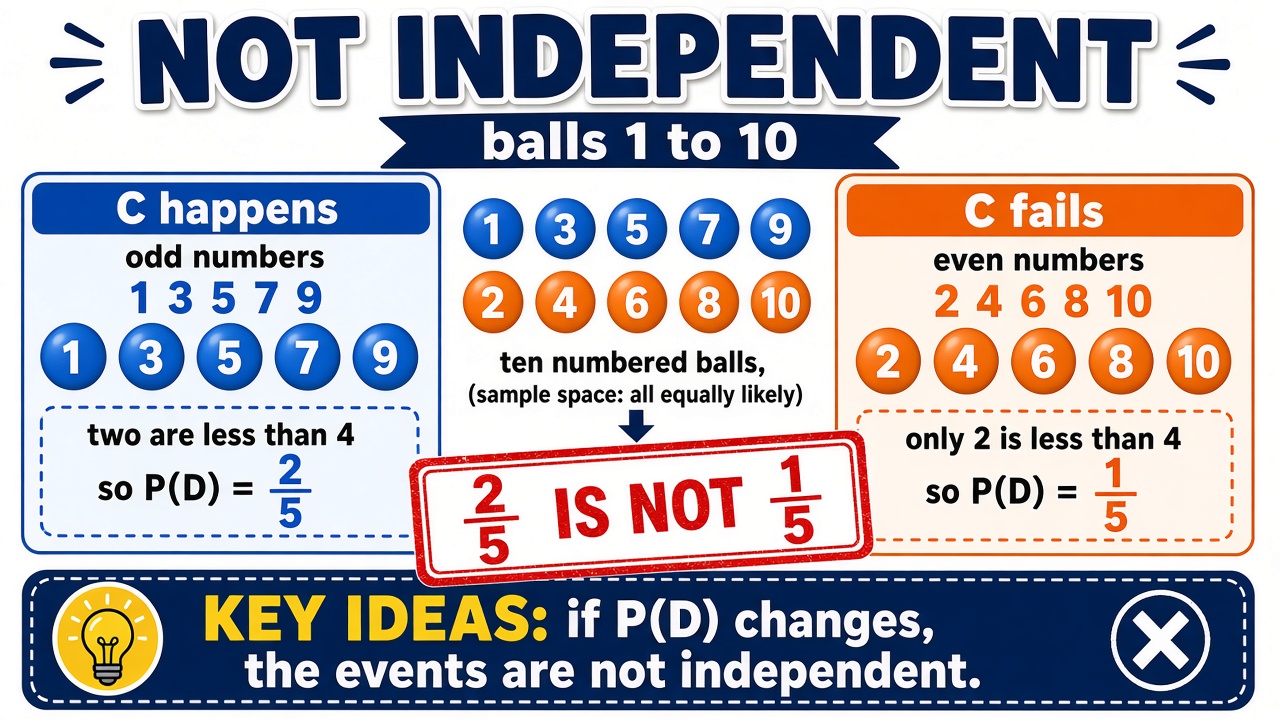 NOT INDEPENDENT
balls 1 to 10
C happens
odd numbers
1 3 5 7 9
1 3 5 7 9
two are less than 4
so P(D) = 2/5
1 3 5 7 9
2 4 6 8 10
ten numbered balls,
(sample space: all equally likely)
2/5 IS NOT 1/5
C fails
even numbers
2 4 6 8 10
2 4 6 8 10
only 2 is less than 4
so P(D) = 1/5
KEY IDEAS: if P(D) changes,
the events are not independent.